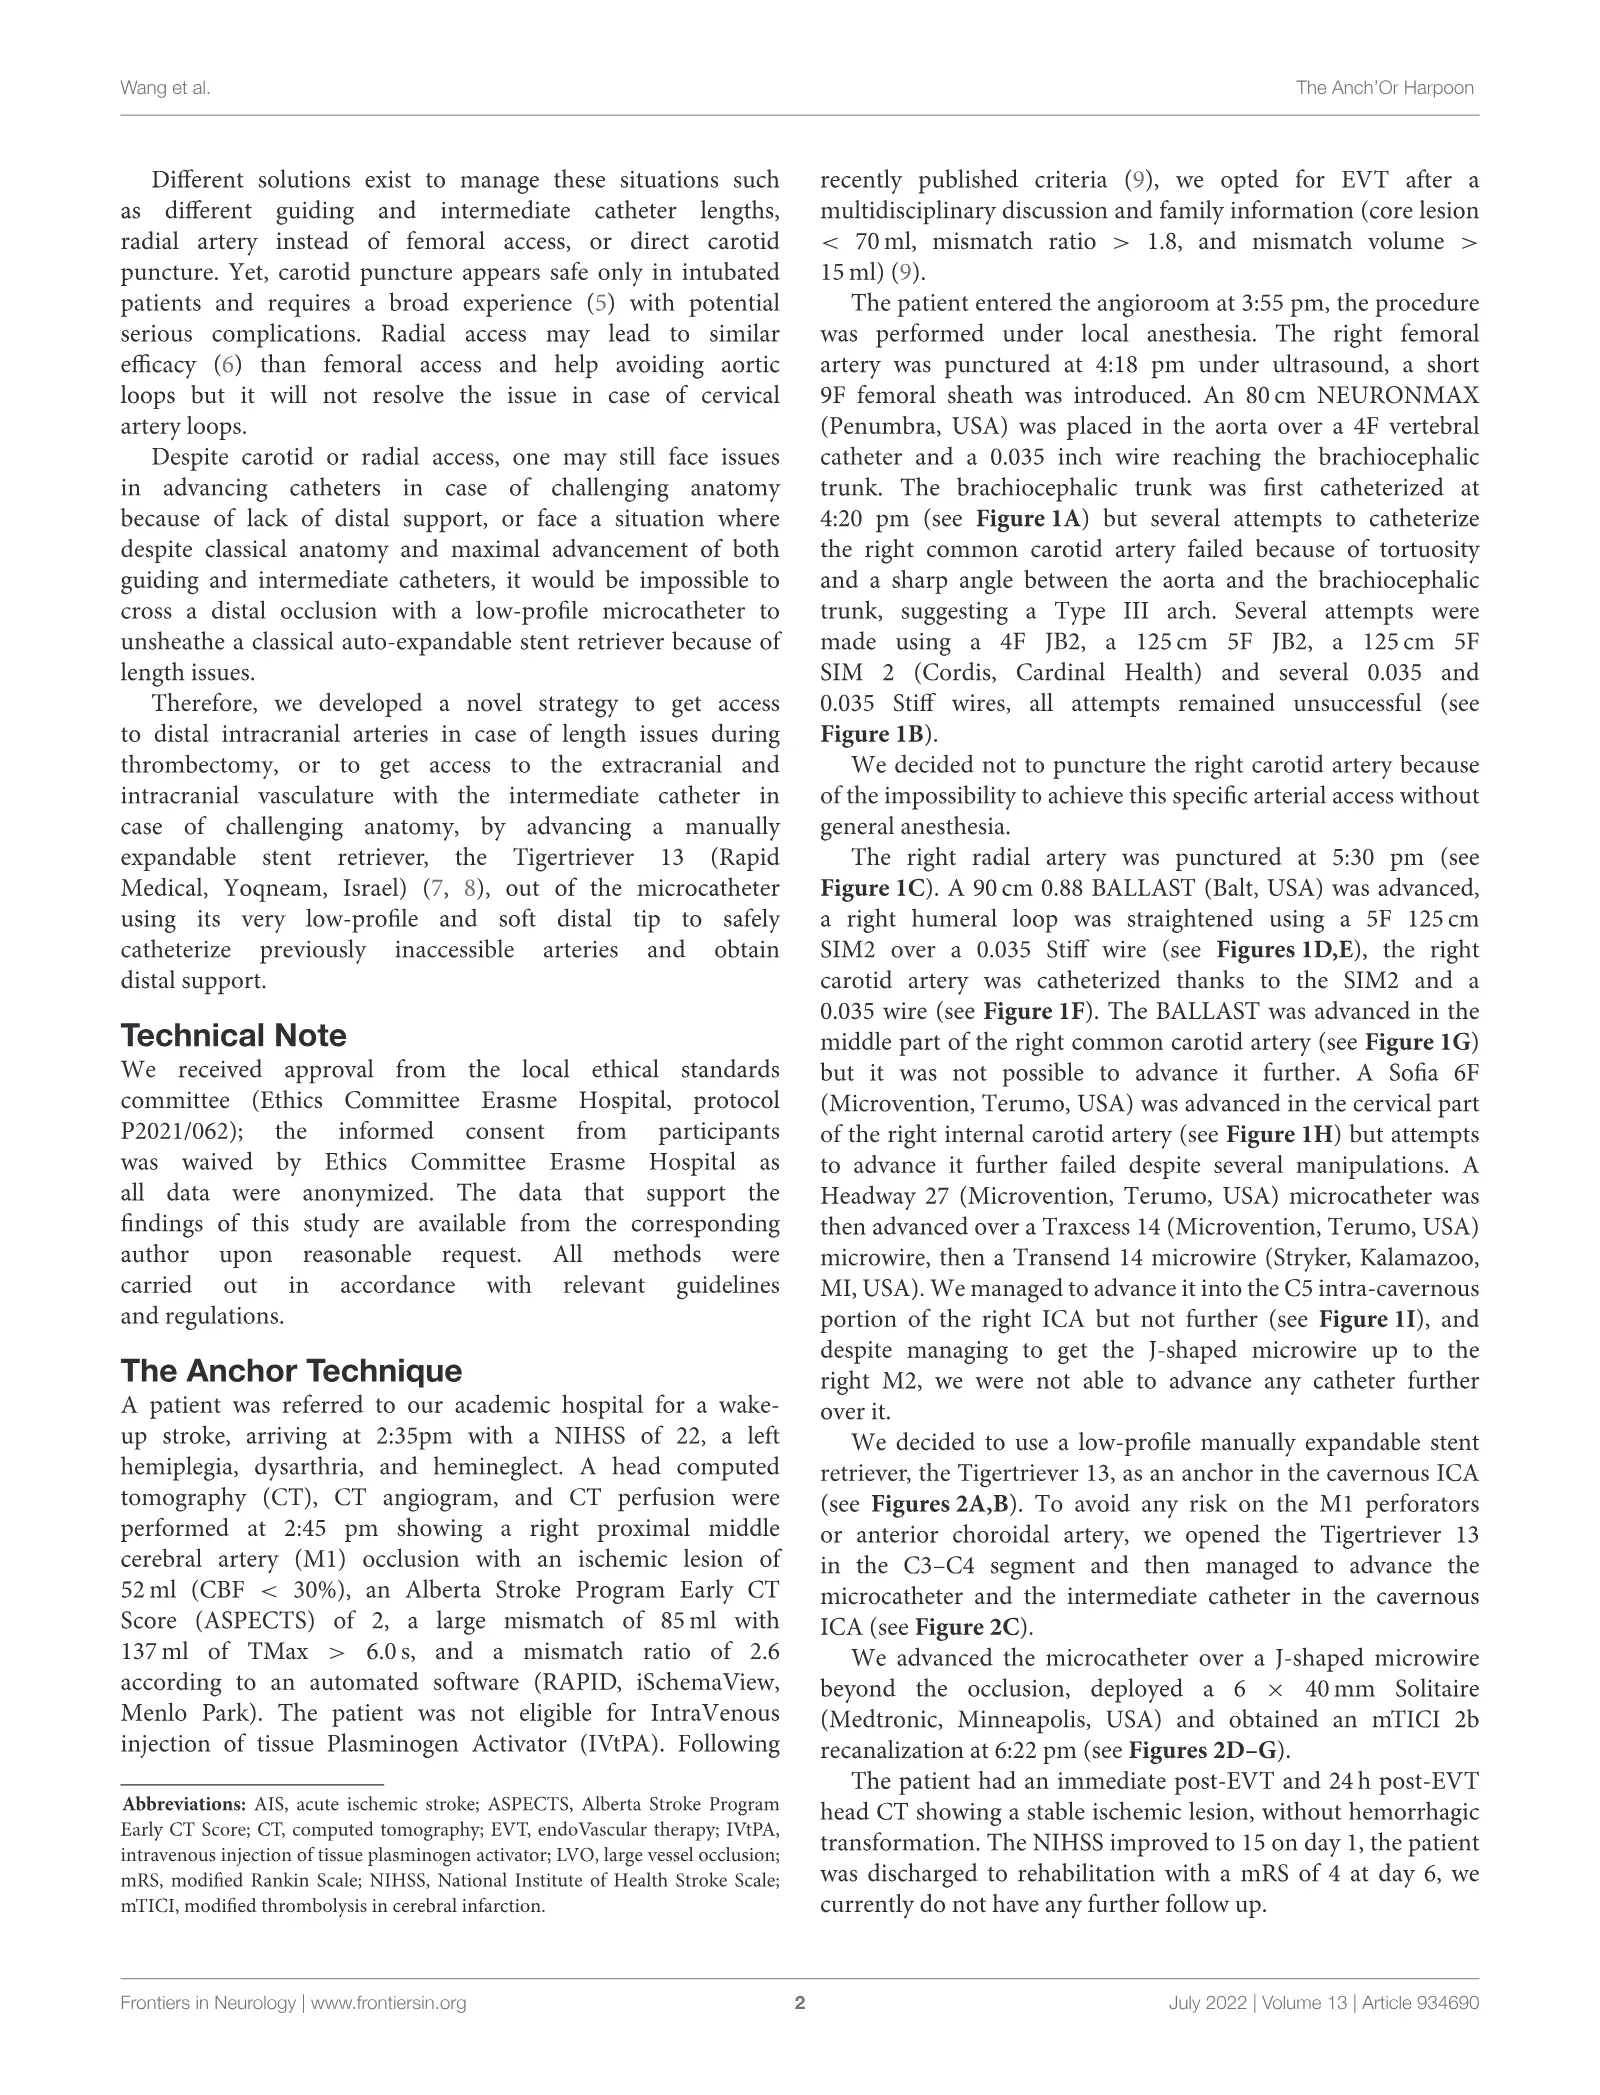 Wang et al.
The Anch’Or Harpoon
Different solutions exist to manage these situations such
as different guiding and intermediate catheter lengths,
radial artery instead of femoral access, or direct carotid
puncture. Yet, carotid puncture appears safe only in intubated
patients and requires a broad experience (5) with potential
serious complications. Radial access may lead to similar
efficacy (6) than femoral access and help avoiding aortic
loops but it will not resolve the issue in case of cervical
artery loops.
Despite carotid or radial access, one may still face issues
in advancing catheters in case of challenging anatomy
because of lack of distal support, or face a situation where
despite classical anatomy and maximal advancement of both
guiding and intermediate catheters, it would be impossible to
cross a distal occlusion with a low-profile microcatheter to
unsheathe a classical auto-expandable stent retriever because of
length issues.
Therefore, we developed a novel strategy to get access
to distal intracranial arteries in case of length issues during
thrombectomy, or to get access to the extracranial and
intracranial vasculature with the intermediate catheter in
case of challenging anatomy, by advancing a manually
expandable stent retriever, the Tigertriever 13 (Rapid
Medical, Yoqneam, Israel) (7, 8), out of the microcatheter
using its very low-profile and soft distal tip to safely
catheterize previously inaccessible arteries and obtain
distal support.
Technical Note
We received approval from the local ethical standards
committee (Ethics Committee Erasme Hospital, protocol
P2021/062); the informed consent from participants
was waived by Ethics Committee Erasme Hospital as
all data were anonymized. The data that support the
findings of this study are available from the corresponding
author upon reasonable request. All methods were
carried out in accordance with relevant guidelines
and regulations.
The Anchor Technique
A patient was referred to our academic hospital for a wake-
up stroke, arriving at 2:35pm with a NIHSS of 22, a left
hemiplegia, dysarthria, and hemineglect. A head computed
tomography (CT), CT angiogram, and CT perfusion were
performed at 2:45 pm showing a right proximal middle
cerebral artery (M1) occlusion with an ischemic lesion of
52 ml (CBF < 30%), an Alberta Stroke Program Early CT
Score (ASPECTS) of 2, a large mismatch of 85 ml with
137 ml of TMax > 6.0 s, and a mismatch ratio of 2.6
according to an automated software (RAPID, iSchemaView,
Menlo Park). The patient was not eligible for IntraVenous
injection of tissue Plasminogen Activator (IVtPA). Following
Abbreviations: AIS, acute ischemic stroke; ASPECTS, Alberta Stroke Program
Early CT Score; CT, computed tomography; EVT, endoVascular therapy; IVtPA,
intravenous injection of tissue plasminogen activator; LVO, large vessel occlusion;
mRS, modified Rankin Scale; NIHSS, National Institute of Health Stroke Scale;
mTICI, modified thrombolysis in cerebral infarction.
recently published criteria (9), we opted for EVT after a
multidisciplinary discussion and family information (core lesion
< 70 ml, mismatch ratio > 1.8, and mismatch volume >
15 ml) (9).
The patient entered the angioroom at 3:55 pm, the procedure
was performed under local anesthesia. The right femoral
artery was punctured at 4:18 pm under ultrasound, a short
9F femoral sheath was introduced. An 80 cm NEURONMAX
(Penumbra, USA) was placed in the aorta over a 4F vertebral
catheter and a 0.035 inch wire reaching the brachiocephalic
trunk. The brachiocephalic trunk was first catheterized at
4:20 pm (see Figure 1A) but several attempts to catheterize
the right common carotid artery failed because of tortuosity
and a sharp angle between the aorta and the brachiocephalic
trunk, suggesting a Type III arch. Several attempts were
made using a 4F JB2, a 125 cm 5F JB2, a 125 cm 5F
SIM 2 (Cordis, Cardinal Health) and several 0.035 and
0.035 Stiff wires, all attempts remained unsuccessful (see
Figure 1B).
We decided not to puncture the right carotid artery because
of the impossibility to achieve this specific arterial access without
general anesthesia.
The right radial artery was punctured at 5:30 pm (see
Figure 1C). A 90 cm 0.88 BALLAST (Balt, USA) was advanced,
a right humeral loop was straightened using a 5F 125 cm
SIM2 over a 0.035 Stiff wire (see Figures 1D,E), the right
carotid artery was catheterized thanks to the SIM2 and a
0.035 wire (see Figure 1F). The BALLAST was advanced in the
middle part of the right common carotid artery (see Figure 1G)
but it was not possible to advance it further. A Sofia 6F
(Microvention, Terumo, USA) was advanced in the cervical part
of the right internal carotid artery (see Figure 1H) but attempts
to advance it further failed despite several manipulations. A
Headway 27 (Microvention, Terumo, USA) microcatheter was
then advanced over a Traxcess 14 (Microvention, Terumo, USA)
microwire, then a Transend 14 microwire (Stryker, Kalamazoo,
MI, USA). We managed to advance it into the C5 intra-cavernous
portion of the right ICA but not further (see Figure 1I), and
despite managing to get the J-shaped microwire up to the
right M2, we were not able to advance any catheter further
over it.
We decided to use a low-profile manually expandable stent
retriever, the Tigertriever 13, as an anchor in the cavernous ICA
(see Figures 2A,B). To avoid any risk on the M1 perforators
or anterior choroidal artery, we opened the Tigertriever 13
in the C3–C4 segment and then managed to advance the
microcatheter and the intermediate catheter in the cavernous
ICA (see Figure 2C).
We advanced the microcatheter over a J-shaped microwire
beyond the occlusion, deployed a 6 × 40 mm Solitaire
(Medtronic, Minneapolis, USA) and obtained an mTICI 2b
recanalization at 6:22 pm (see Figures 2D–G).
The patient had an immediate post-EVT and 24 h post-EVT
head CT showing a stable ischemic lesion, without hemorrhagic
transformation. The NIHSS improved to 15 on day 1, the patient
was discharged to rehabilitation with a mRS of 4 at day 6, we
currently do not have any further follow up.
Frontiers in Neurology | www.frontiersin.org
2
July 2022 | Volume 13 | Article 934690